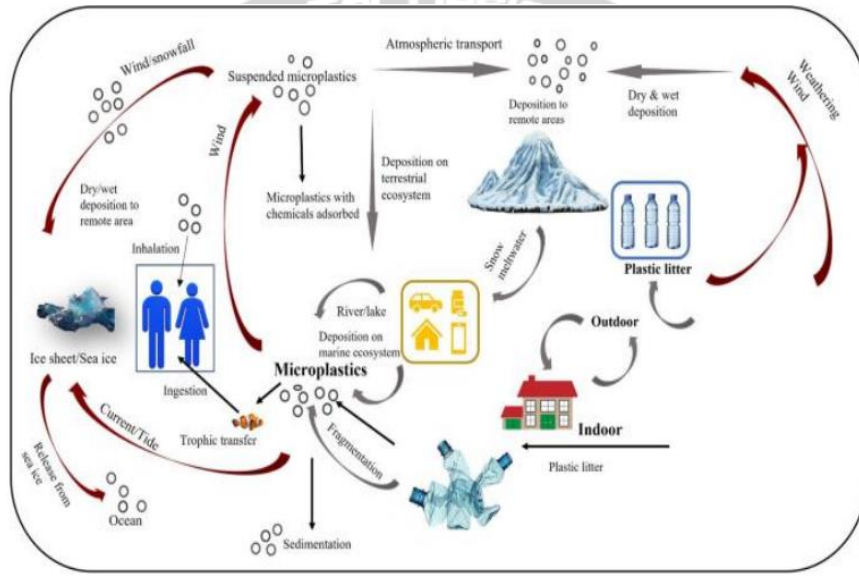 Wind/snowfall
Suspended microplastics
Atmospheric transport
Deposition to
remote areas
Dry & wet
deposition
Weathering
Wind
Wind
Microplastics with
chemicals adsorbed
Deposition on
terrestrial
ecosystem
Dry/wet
deposition to
remote area
Inhalation
Snow
meltwater
Plastic litter
River/lake
Deposition on
marine ecosystem
Outdoor
Ice sheet/Sea ice
Ingestion
Microplastics
Trophic transfer
Current/Tide
Fragmentation
Indoor
Plastic litter
Release from
sea ice
Ocean
Sedimentation